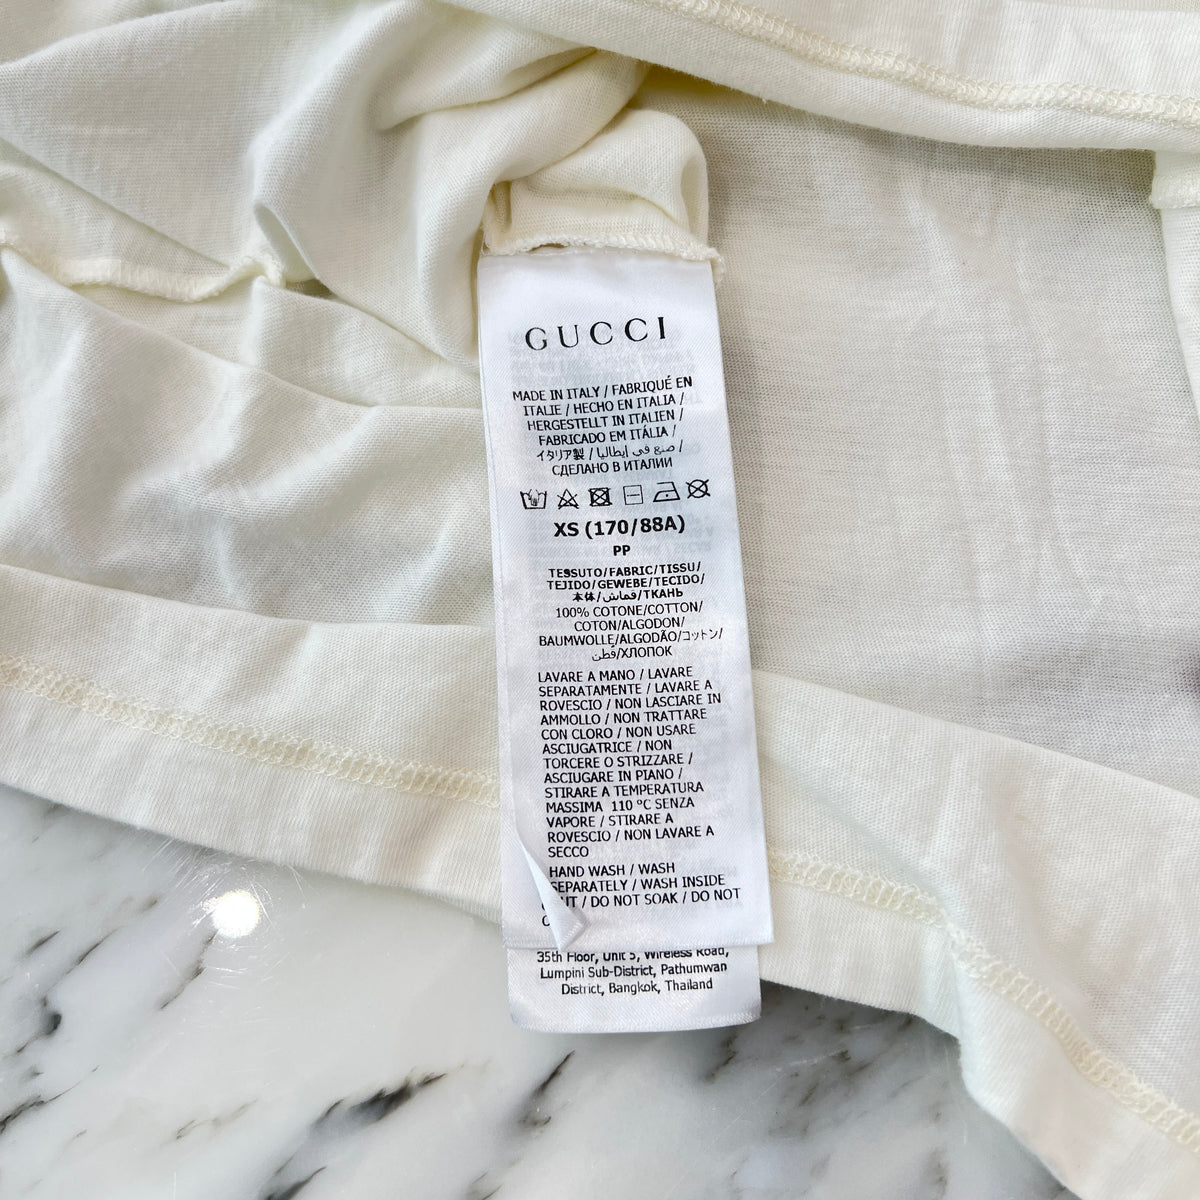 GUCCI
MADE IN ITALY / FABRIQUÉ EN
ITALIE / HECHO EN ITALIA /
HERGESTELLT IN ITALIEN /
FABRICADO EM ITÁLIA /
イタリア製 / صنع في إيطاليا /
СДЕЛАНО В ИТАЛИИ
XS (170/88A)
PP
TESSUTO/FABRIC/TISSU/
TEJIDO/GEWEBE/TECIDO/
本体/قماش/ТКАНЬ
100% COTONE/COTTON/
COTON/ALGODON/
BAUMWOLLE/ALGODÃO/コットン/
قطن/ХЛОПОК
LAVARE A MANO / LAVARE
SEPARATAMENTE / LAVARE A
ROVESCIO / NON LASCIARE IN
AMMOLLO / NON TRATTARE
CON CLORO / NON USARE
ASCIUGATRICE / NON
TORCERE O STRIZZARE /
ASCIUGARE IN PIANO /
STIRARE A TEMPERATURA
MASSIMA 110 °C SENZA
VAPORE / STIRARE A
ROVESCIO / NON LAVARE A
SECCO
HAND WASH / WASH
SEPARATELY / WASH INSIDE
/ DO NOT SOAK / DO NOT
35th Floor, Unit 5, Wireless Road,
Lumpini Sub-District, Pathumwan
District, Bangkok, Thailand